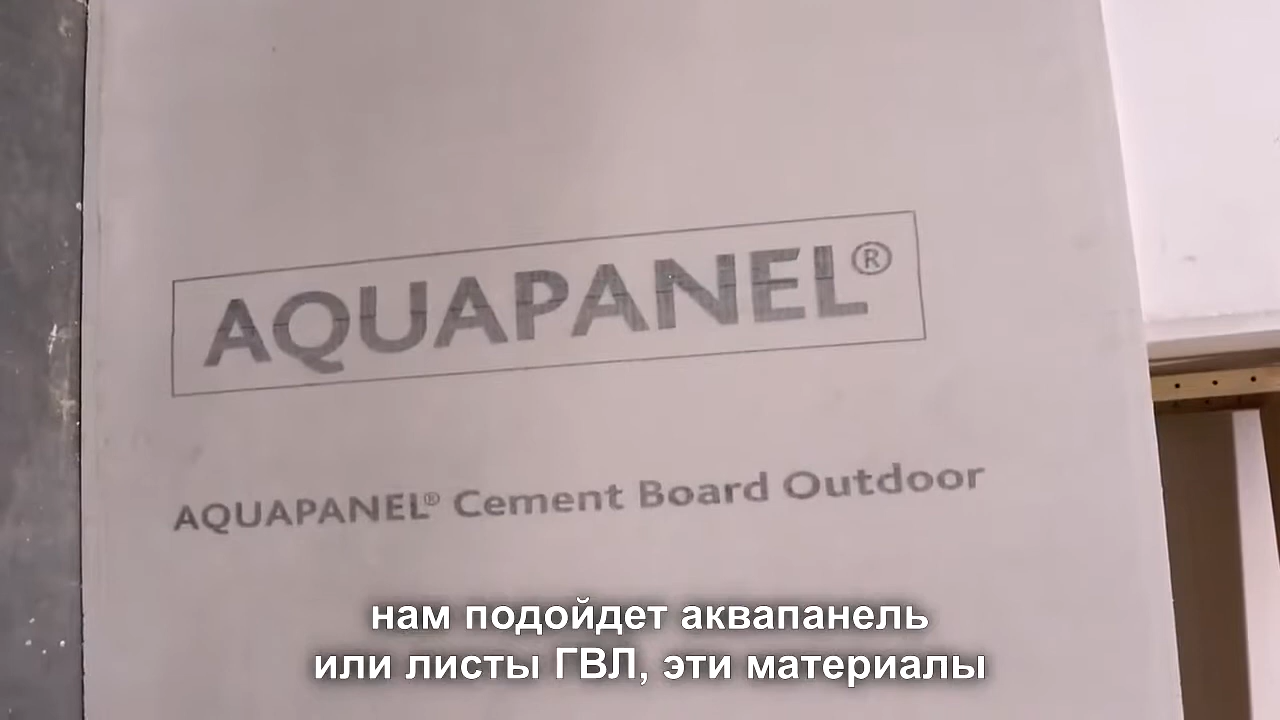 AQUAPANEL®
AQUAPANEL® Cement Board Outdoor
нам подойдет аквапанель
или листы ГВЛ, эти материалы